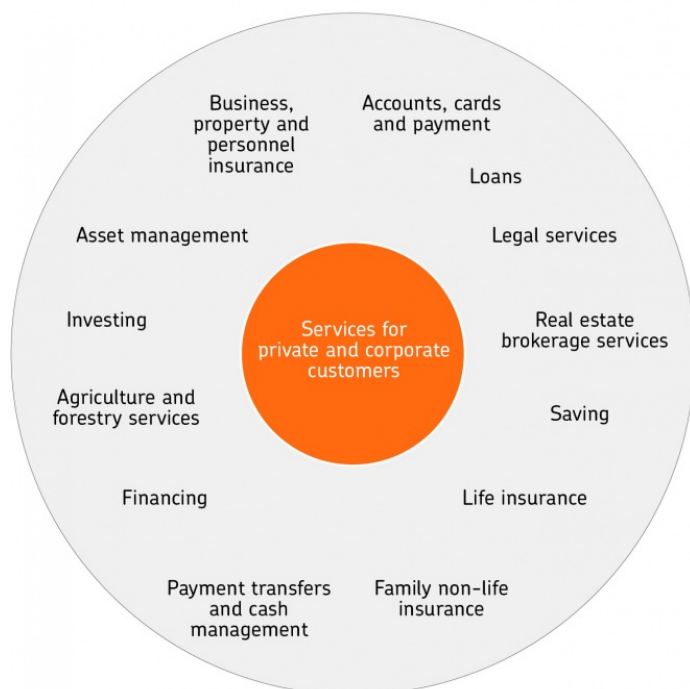 Business,
property and
personnel
insurance
Accounts, cards
and payment
Loans
Asset management
Legal services
Investing
Services for
private and corporate
customers
Real estate
brokerage services
Agriculture and
forestry services
Saving
Financing
Life insurance
Payment transfers
and cash
management
Family non-life
insurance